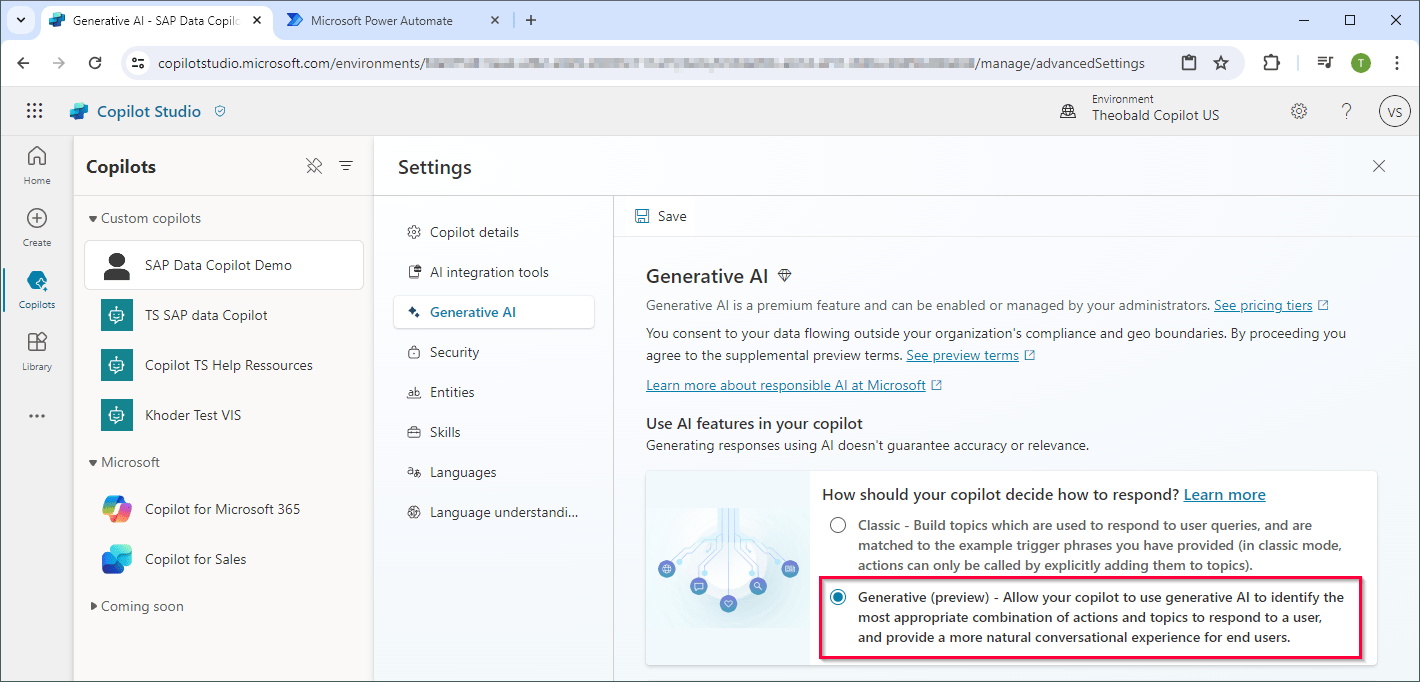 Generative AI - SAP Data Copilo
Microsoft Power Automate
copilotstudio.microsoft.com/environments/
/manage/advancedSettings
T
Copilot Studio
Environment
Theobald Copilot US
?
VS
Home
Create
Copilots
Library
Copilots
Custom copilots
SAP Data Copilot Demo
TS SAP data Copilot
Copilot TS Help Ressources
Khoder Test VIS
Microsoft
Copilot for Microsoft 365
Copilot for Sales
Coming soon
Settings
Copilot details
AI integration tools
Generative AI
Security
Entities
Skills
Languages
Language understandi...
Save
Generative AI
Generative AI is a premium feature and can be enabled or managed by your administrators. See pricing tiers
You consent to your data flowing outside your organization's compliance and geo boundaries. By proceeding you
agree to the supplemental preview terms. See preview terms
Learn more about responsible AI at Microsoft
Use AI features in your copilot
Generating responses using AI doesn't guarantee accuracy or relevance.
How should your copilot decide how to respond? Learn more
Classic - Build topics which are used to respond to user queries, and are
matched to the example trigger phrases you have provided (in classic mode,
actions can only be called by explicitly adding them to topics).
Generative (preview) - Allow your copilot to use generative AI to identify the
most appropriate combination of actions and topics to respond to a user,
and provide a more natural conversational experience for end users.